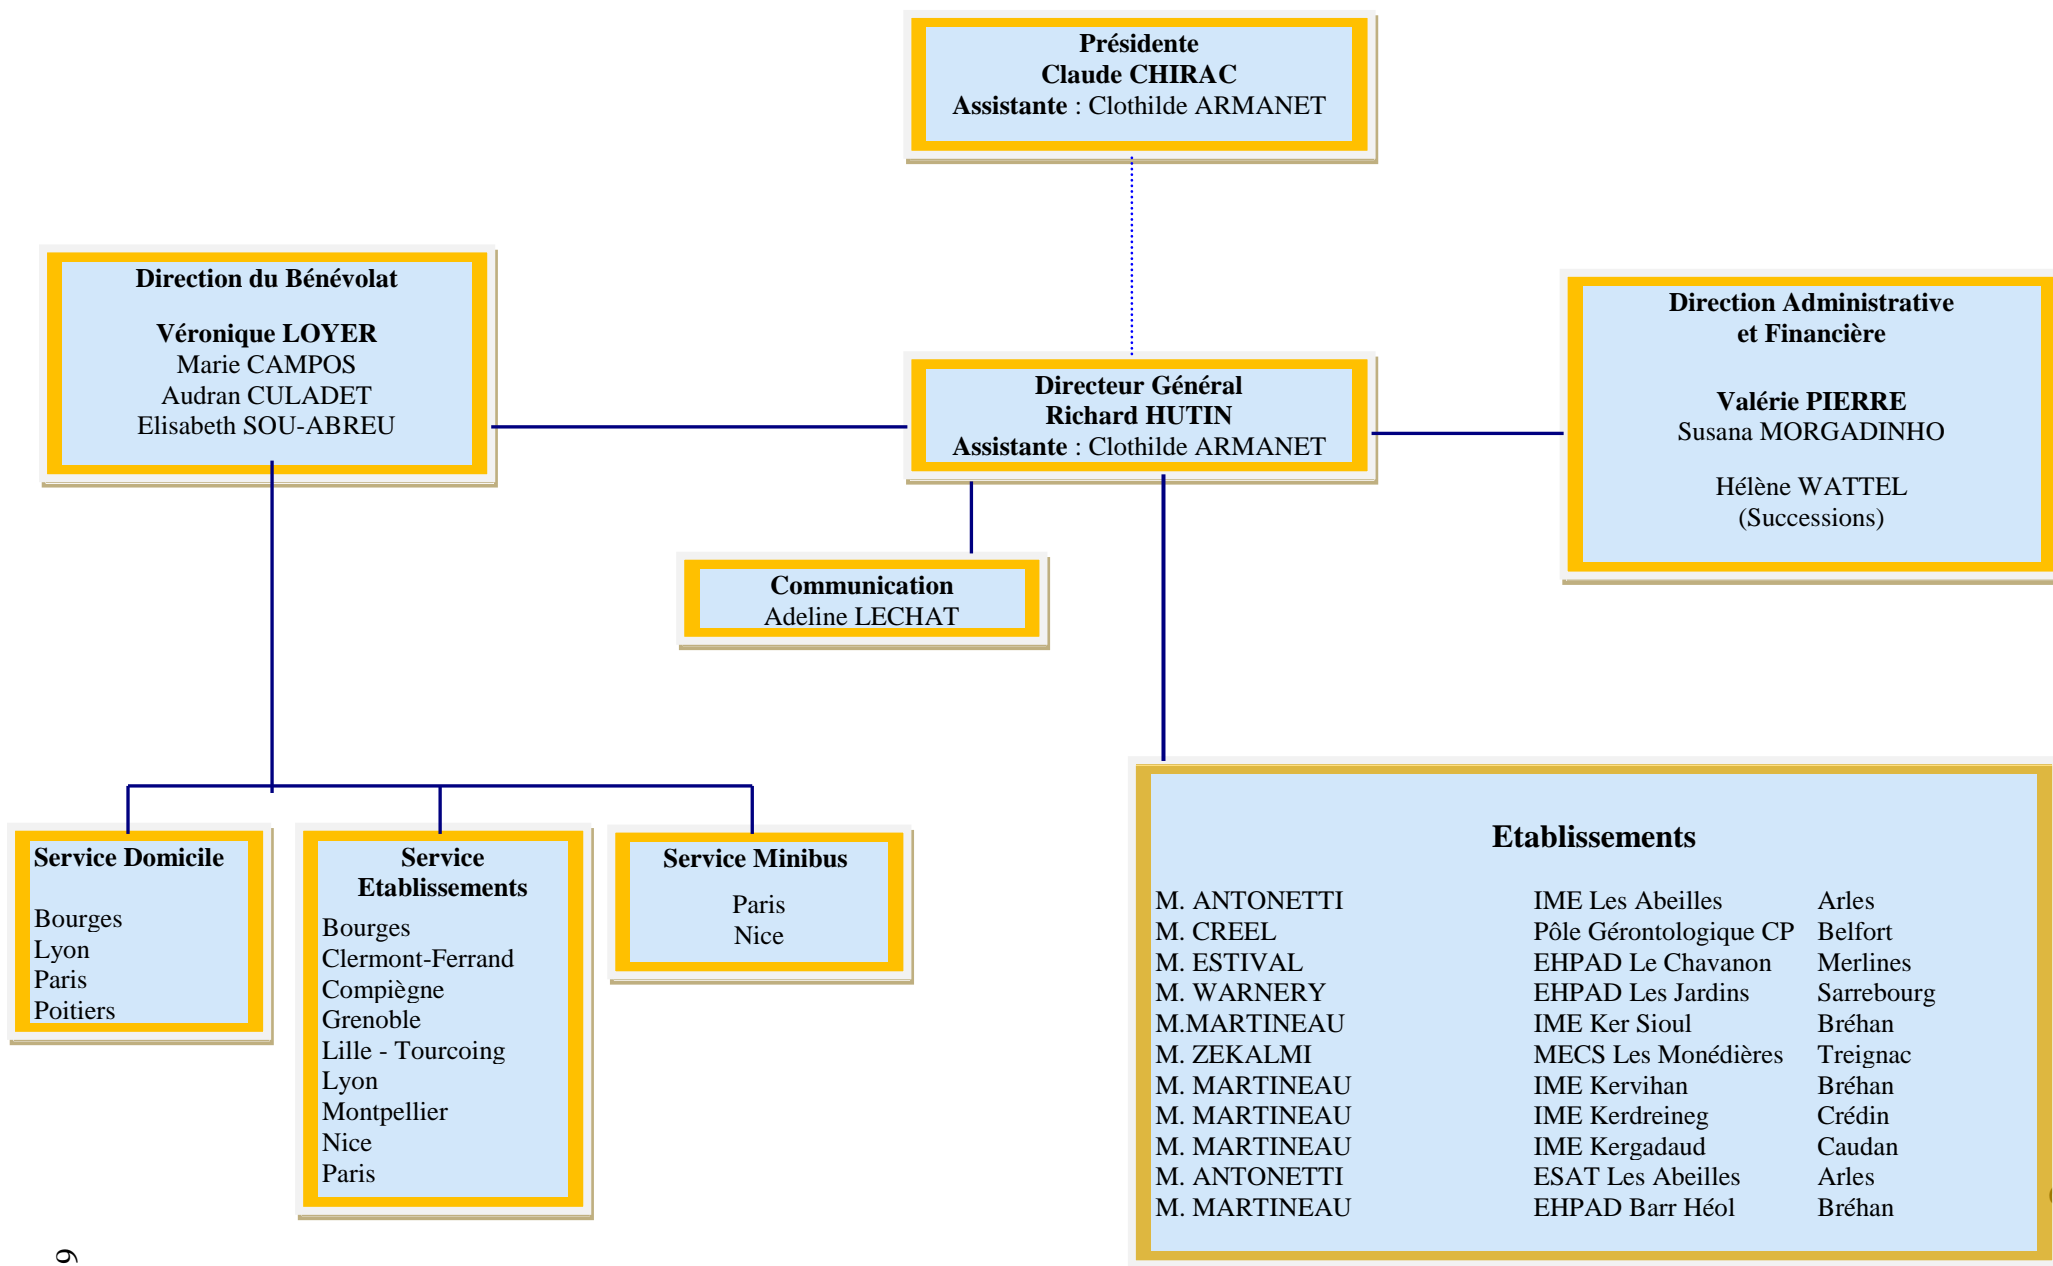 Présidente
Claude CHIRAC
Assistante : Clothilde ARMANET
Direction du Bénévolat
Véronique LOYER
Marie CAMPOS
Audran CULADET
Elisabeth SOU-ABREU
Directeur Général
Richard HUTIN
Assistante : Clothilde ARMANET
Direction Administrative
et Financière
Valérie PIERRE
Susana MORGADINHO
Hélène WATTEL
(Successions)
Communication
Adeline LECHAT
Service Domicile
Bourges
Lyon
Paris
Poitiers
Service
Etablissements
Bourges
Clermont-Ferrand
Compiègne
Grenoble
Lille - Tourcoing
Lyon
Montpellier
Nice
Paris
Service Minibus
Paris
Nice
Etablissements
M. ANTONETTI IME Les Abeilles Arles
M. CREEL Pôle Gérontologique CP Belfort
M. ESTIVAL EHPAD Le Chavanon Merlines
M. WARNERY EHPAD Les Jardins Sarrebourg
M.MARTINEAU IME Ker Sioul Bréhan
M. ZEKALMI MECS Les Monédières Treignac
M. MARTINEAU IME Kervihan Bréhan
M. MARTINEAU IME Kerdreineg Crédin
M. MARTINEAU IME Kergadaud Caudan
M. ANTONETTI ESAT Les Abeilles Arles
M. MARTINEAU EHPAD Barr Héol Bréhan
9